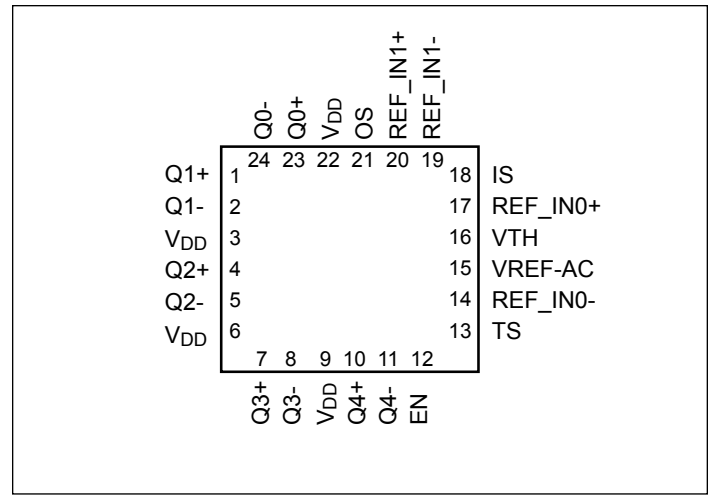 Q0-
Q0+
VDD
OS
REF_IN1+
REF_IN1-
24 23 22 21 20 19
Q1+ 1 18 IS
Q1- 2 17 REF_IN0+
VDD 3 16 VTH
Q2+ 4 15 VREF-AC
Q2- 5 14 REF_IN0-
VDD 6 13 TS
7 8 9 10 11 12
Q3+
Q3-
VDD
Q4+
Q4-
EN